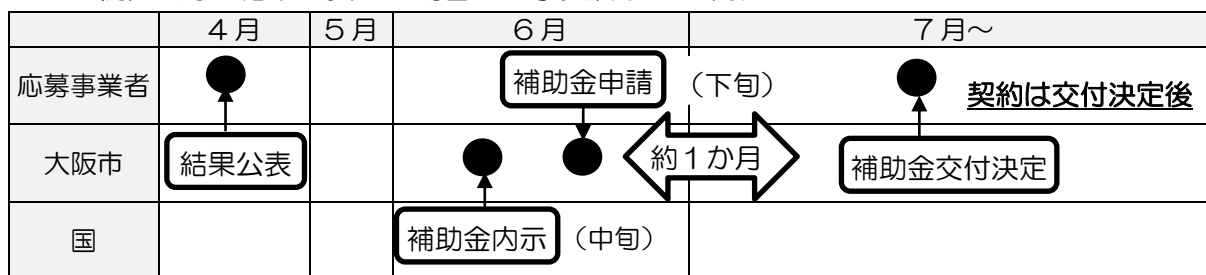 ４月 ５月 ６月 ７月～
応募事業者 補助金申請 （下旬） 契約は交付決定後
大阪市 結果公表 約１か月 補助金交付決定
国 補助金内示 （中旬）